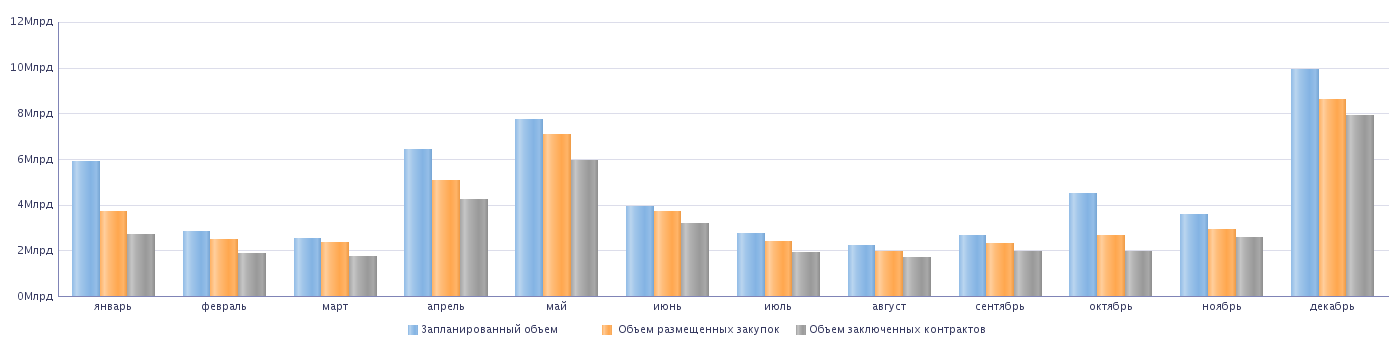 12Млрд
10Млрд
8Млрд
6Млрд
4Млрд
2Млрд
0Млрд
январь февраль март апрель май июнь июль август сентябрь октябрь ноябрь декабрь
Запланированный объем Объем размещенных закупок Объем заключенных контрактов